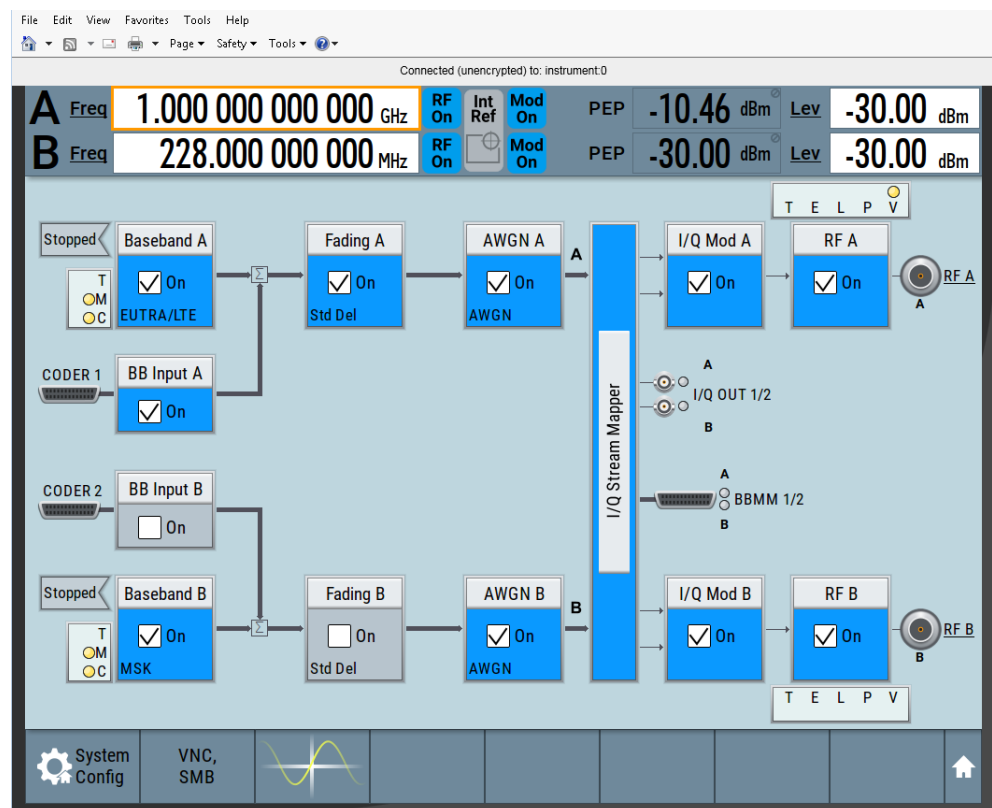 File Edit View Favorites Tools Help
Page Safety Tools
Connected (unencrypted) to: instrument:0
A Freq 1.000 000 000 000 GHz RF On Int Ref Mod On PEP -10.46 dBm Lev -30.00 dBm
B Freq 228.000 000 000 MHz RF On Mod On PEP -30.00 dBm Lev -30.00 dBm
T E L P V
Stopped Baseband A Fading A AWGN A A I/Q Mod A RF A
T M C On On On On On RF A
EUTRA/LTE Std Del AWGN A
CODER 1 BB Input A A
On I/Q OUT 1/2
B
I/Q Stream Mapper
CODER 2 BB Input B A
On BBMM 1/2
B
Stopped Baseband B Fading B AWGN B B I/Q Mod B RF B
T M C On On On On On RF B
MSK Std Del AWGN B
T E L P V
System Config VNC, SMB